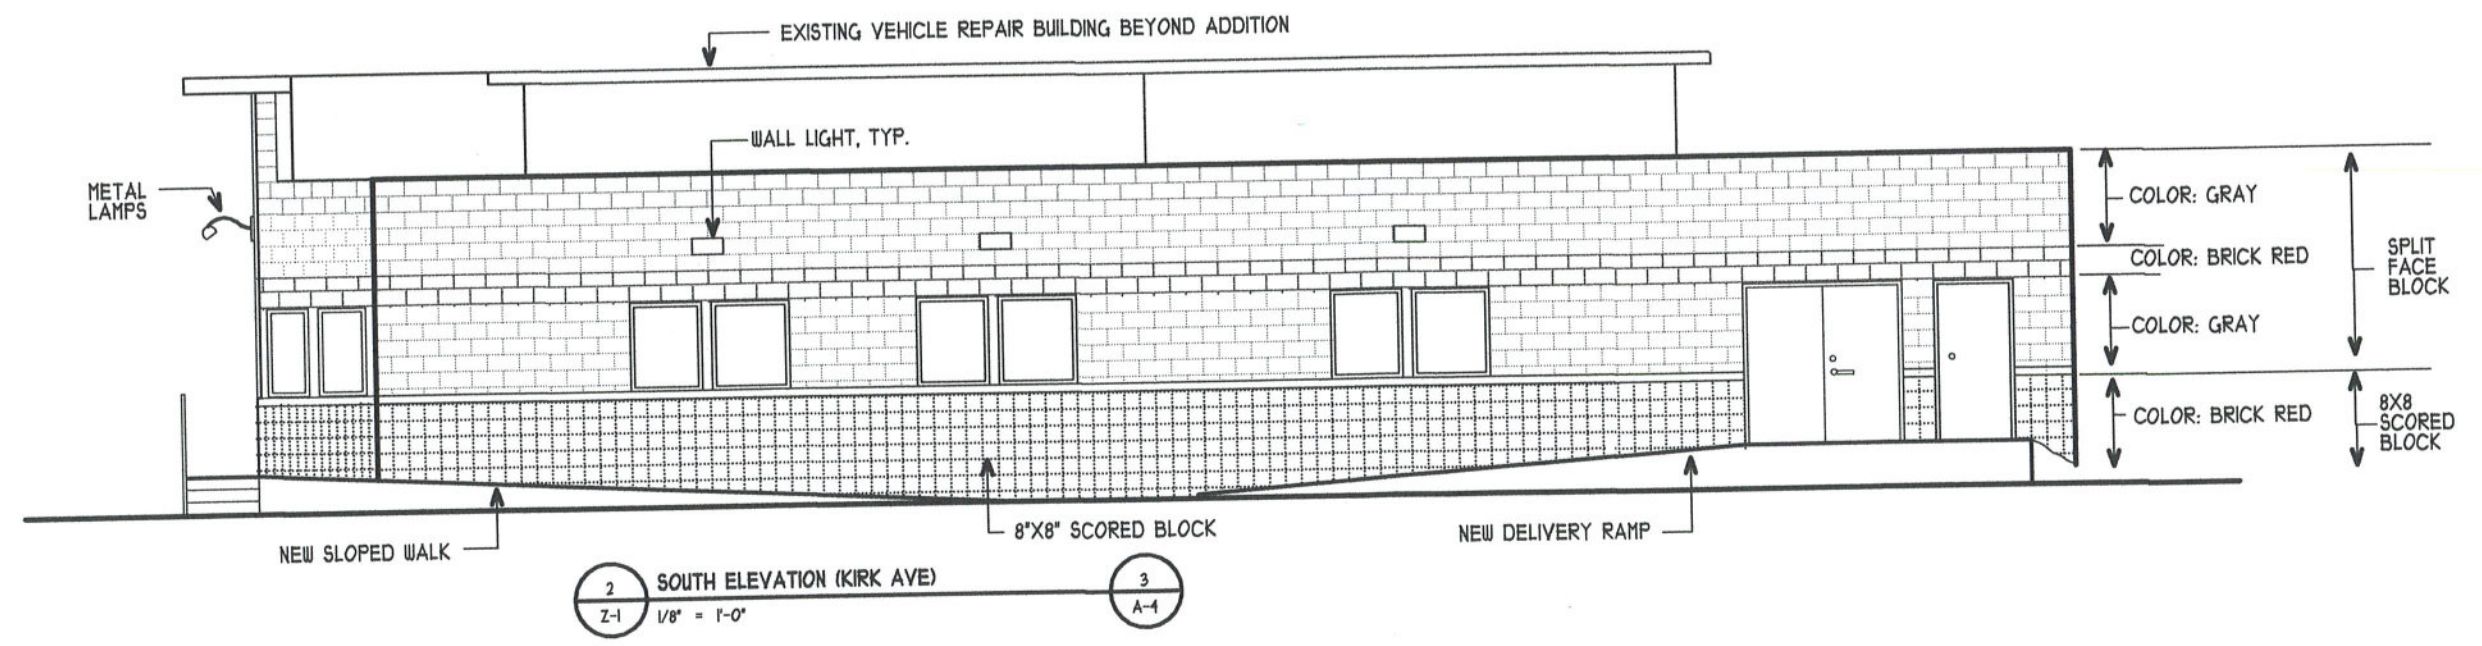 EXISTING VEHICLE REPAIR BUILDING BEYOND ADDITION
WALL LIGHT, TYP.
METAL
LAMPS
COLOR: GRAY
COLOR: BRICK RED
COLOR: GRAY
COLOR: BRICK RED
SPLIT
FACE
BLOCK
8X8
SCORED
BLOCK
NEW SLOPED WALK
8"X8" SCORED BLOCK
NEW DELIVERY RAMP
2
Z-1
SOUTH ELEVATION (KIRK AVE)
1/8" = 1'-0"
3
A-4